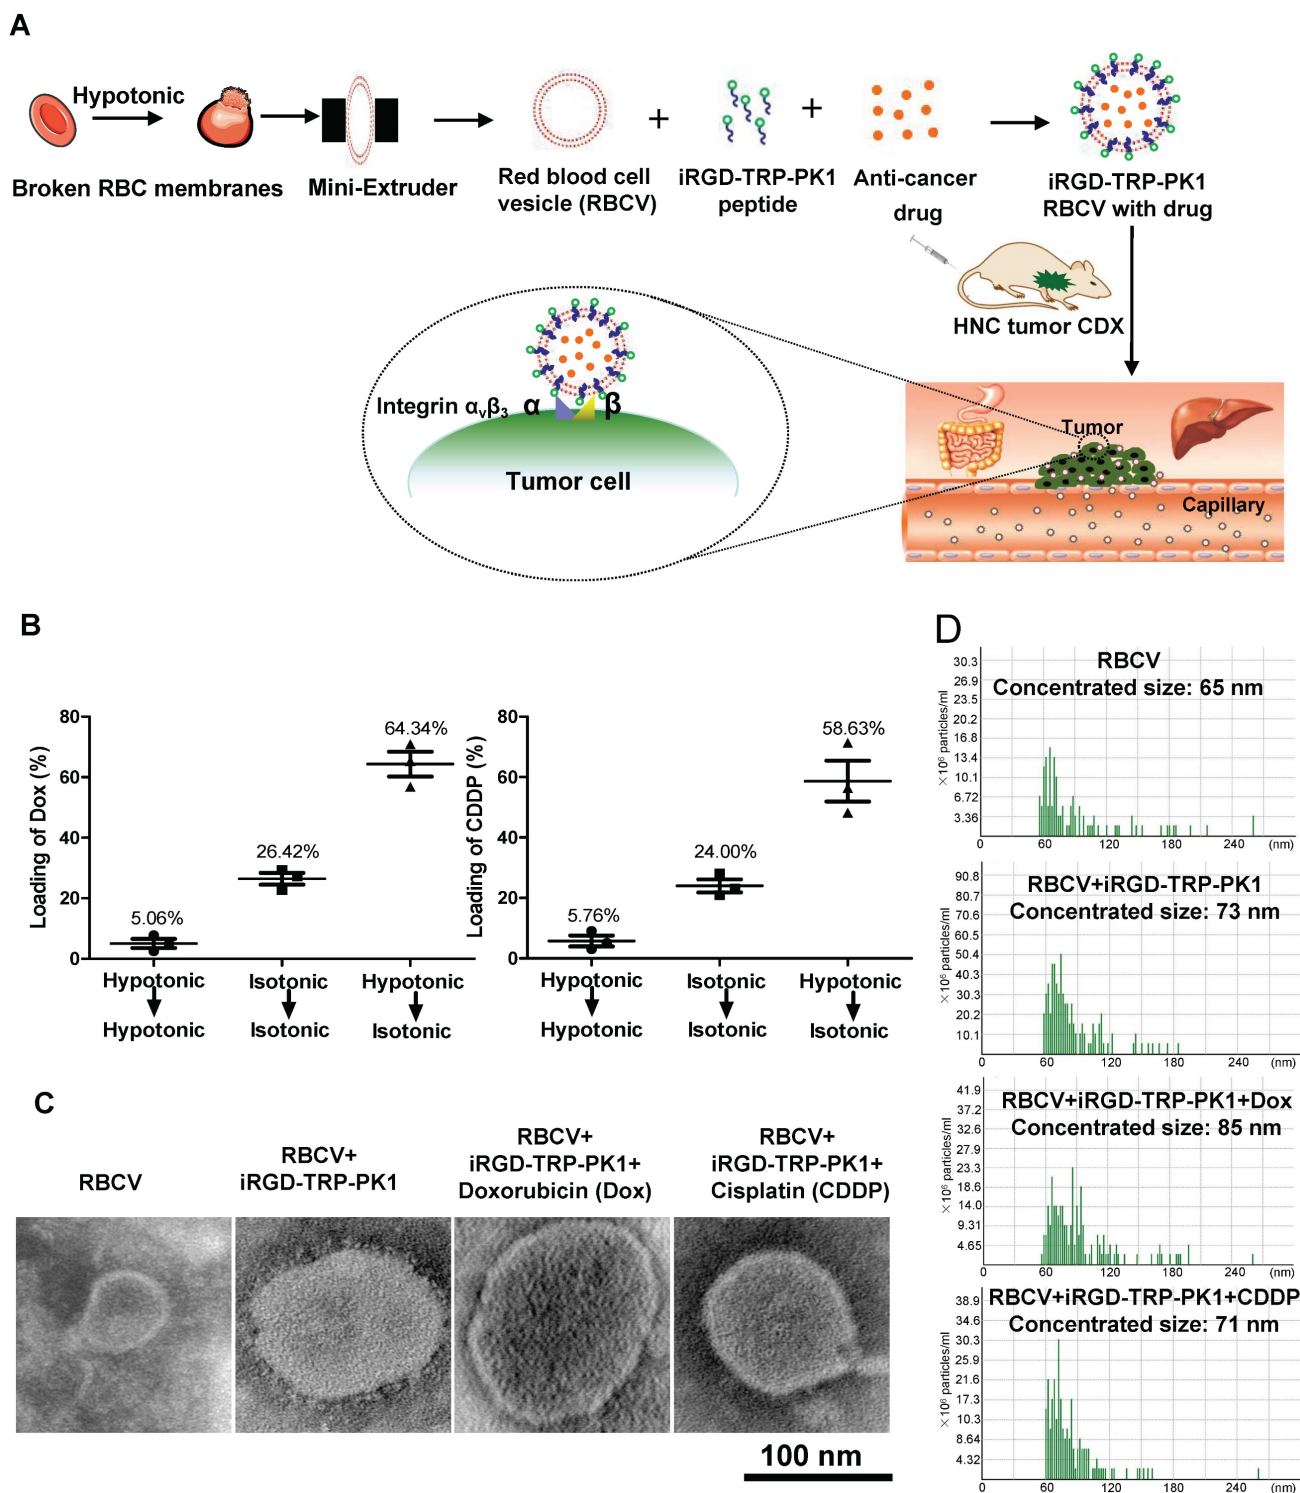 A
Hypotonic
Broken RBC membranes
Mini-Extruder
Red blood cell
vesicle (RBCV)
+
iRGD-TRP-PK1
peptide
+
Anti-cancer
drug
iRGD-TRP-PK1
RBCV with drug
HNC tumor CDX
Integrin αvβ3
α
β
Tumor cell
Tumor
Capillary
B
Loading of Dox (%)
80
60
40
20
0
5.06%
26.42%
64.34%
Hypotonic
Isotonic
Hypotonic
Hypotonic
Isotonic
Isotonic
Loading of CDDP (%)
80
60
40
20
0
5.76%
24.00%
58.63%
Hypotonic
Isotonic
Hypotonic
Hypotonic
Isotonic
Isotonic
C
RBCV
RBCV+
iRGD-TRP-PK1
RBCV+
iRGD-TRP-PK1+
Doxorubicin (Dox)
RBCV+
iRGD-TRP-PK1+
Cisplatin (CDDP)
100 nm
D
RBCV
Concentrated size: 65 nm
×10⁶ particles/ml
30.3
26.9
23.5
20.2
16.8
13.4
10.1
6.72
3.36
0 60 120 180 240 (nm)
RBCV+iRGD-TRP-PK1
Concentrated size: 73 nm
×10⁶ particles/ml
90.8
80.7
70.6
60.5
50.4
40.3
30.3
20.2
10.1
0 60 120 180 240 (nm)
RBCV+iRGD-TRP-PK1+Dox
Concentrated size: 85 nm
×10⁶ particles/ml
41.9
37.2
32.6
27.9
23.3
18.6
14.0
9.31
4.65
0 60 120 180 240 (nm)
RBCV+iRGD-TRP-PK1+CDDP
Concentrated size: 71 nm
×10⁶ particles/ml
38.9
34.6
30.3
25.9
21.6
17.3
10.3
8.64
4.32
0 60 120 180 240 (nm)